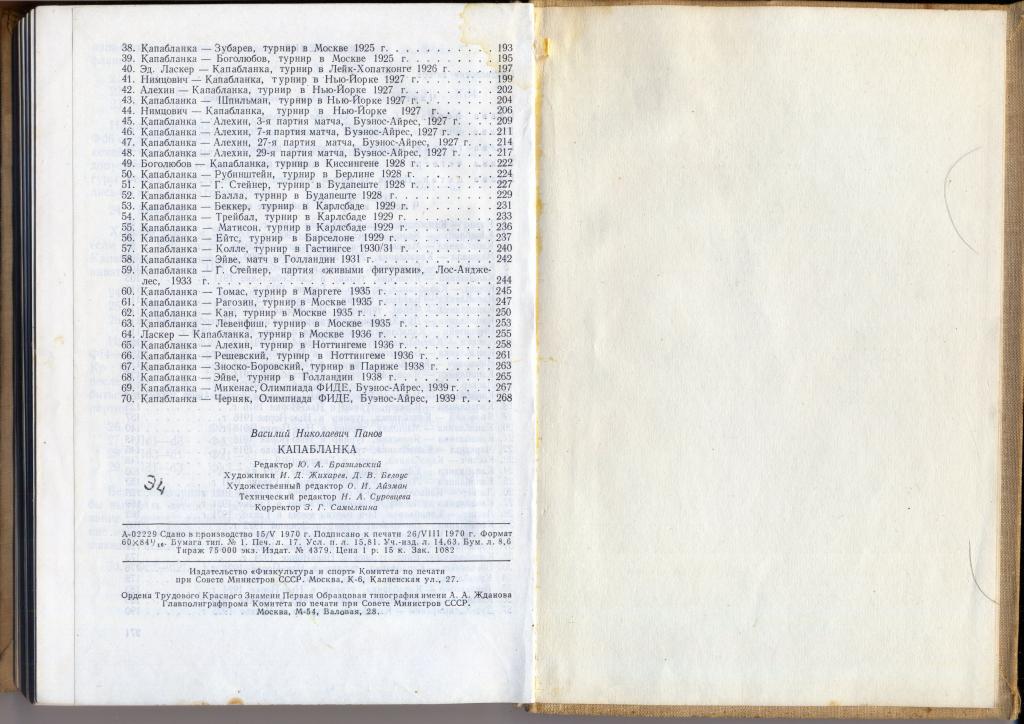 38. Капабланка — Зубарев, турнир в Москве 1925 г. . . . . . . . . . . 193
39. Капабланка — Боголюбов, турнир в Москве 1925 г. . . . . . . . . 195
40. Эд. Ласкер — Капабланка, турнир в Лейк-Хопатконге 1926 г. . . . . 197
41. Нимцович — Капабланка, турнир в Нью-Йорке 1927 г. . . . . . . . 199
42. Алехин — Капабланка, турнир в Нью-Йорке 1927 г. . . . . . . . . 202
43. Капабланка — Шпильман, турнир в Нью-Йорке 1927 г. . . . . . . . 204
44. Нимцович — Капабланка, турнир в Нью-Йорке 1927 г. . . . . . . . 206
45. Капабланка — Алехин, 3-я партия матча, Буэнос-Айрес, 1927 г. . . . 209
46. Капабланка — Алехин, 7-я партия матча, Буэнос-Айрес, 1927 г. . . . 211
47. Капабланка — Алехин, 27-я партия матча, Буэнос-Айрес, 1927 г. . . 214
48. Капабланка — Алехин, 29-я партия матча, Буэнос-Айрес, 1927 г. . . . 217
49. Боголюбов — Капабланка, турнир в Киссингене 1928 г. . . . . . . . 222
50. Капабланка — Рубинштейн, турнир в Берлине 1928 г. . . . . . . . . 224
51. Капабланка — Г. Стейнер, турнир в Будапеште 1928 г. . . . . . . . 227
52. Капабланка — Балла, турнир в Будапеште 1928 г. . . . . . . . . . 229
53. Капабланка — Беккер, турнир в Карлсбаде 1929 г. . . . . . . . . . 231
54. Капабланка — Трейбал, турнир в Карлсбаде 1929 г. . . . . . . . . 233
55. Капабланка — Матисон, турнир в Карлсбаде 1929 г. . . . . . . . . 236
56. Капабланка — Ейтс, турнир в Барселоне 1929 г. . . . . . . . . . . 237
57. Капабланка — Колле, турнир в Гастингсе 1930/31 г. . . . . . . . . 240
58. Капабланка — Эйве, матч в Голландии 1931 г. . . . . . . . . . . . 242
59. Капабланка — Г. Стейнер, партия «живыми фигурами», Лос-Андже-
лес, 1933 г. . . . . . . . . . . . . . . . . . . . . . . . . . . 244
60. Капабланка — Томас, турнир в Маргете 1935 г. . . . . . . . . . . 245
61. Капабланка — Рагозин, турнир в Москве 1935 г. . . . . . . . . . . 247
62. Капабланка — Кан, турнир в Москве 1935 г. . . . . . . . . . . . . 250
63. Капабланка — Левенфиш, турнир в Москве 1935 г. . . . . . . . . . 253
64. Ласкер — Капабланка, турнир в Москве 1936 г. . . . . . . . . . . 255
65. Капабланка — Алехин, турнир в Ноттингеме 1936 г. . . . . . . . . 258
66. Капабланка — Решевский, турнир в Ноттингеме 1936 г. . . . . . . . 261
67. Капабланка — Зноско-Боровский, турнир в Париже 1938 г. . . . . . . 263
68. Капабланка — Эйве, турнир в Голландии 1938 г. . . . . . . . . . . 265
69. Капабланка — Микенас, Олимпиада ФИДЕ, Буэнос-Айрес, 1939 г. . . . . 267
70. Капабланка — Черняк, Олимпиада ФИДЕ, Буэнос-Айрес, 1939 г. . . . 268
Василий Николаевич Панов
КАПАБЛАНКА
Редактор Ю. А. Бразильский
Художники И. Д. Жихарев, Д. В. Белоус
Художественный редактор О. И. Айзман
Технический редактор Н. А. Суровцева
Корректор З. Г. Самылкина
Э4
А-02229 Сдано в производство 15/V 1970 г. Подписано к печати 26/VIII 1970 г. Формат
60×84¹/₁₆. Бумага тип. № 1. Печ. л. 17. Усл. п. л. 15,81. Уч.-изд. л. 14,63. Бум. л. 8,6
Тираж 75 000 экз. Издат. № 4379. Цена 1 р. 15 к. Зак. 1082
Издательство «Физкультура и спорт» Комитета по печати
при Совете Министров СССР. Москва, К-6, Каляевская ул., 27.
Ордена Трудового Красного Знамени Первая Образцовая типография имени А. А. Жданова
Главполиграфпрома Комитета по печати при Совете Министров СССР.
Москва, М-54, Валовая, 28.